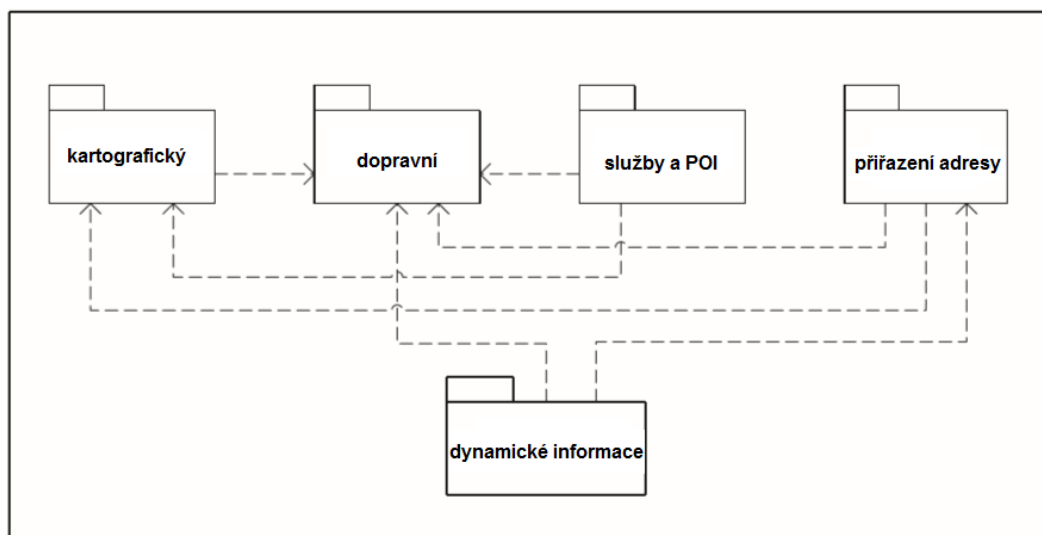 kartografický
dopravní
služby a POI
přiřazení adresy
dynamické informace